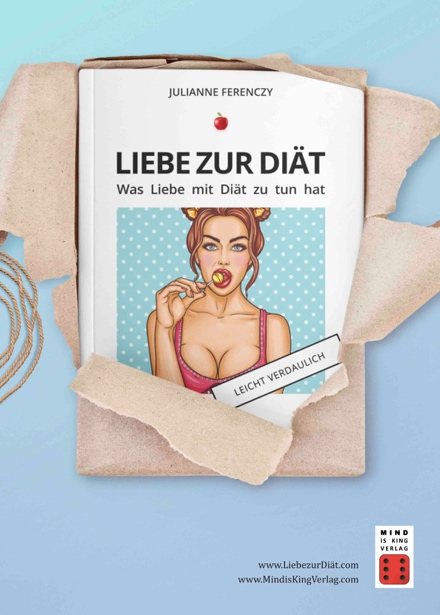 JULIANNE FERENCZY
LIEBE ZUR DIÄT
Was Liebe mit Diät zu tun hat
LEICHT VERDAULICH
MIND
IS KING
VERLAG
www.LiebezurDiät.com
www.MindisKingVerlag.com